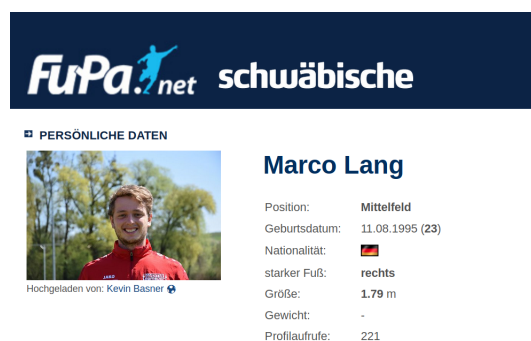 FuPa.net schwäbische
PERSÖNLICHE DATEN
Marco Lang
Position: Mittelfeld
Geburtsdatum: 11.08.1995 (23)
Nationalität:
starker Fuß: rechts
Größe: 1.79 m
Gewicht: -
Profilaufrufe: 221
JAKO
Hochgeladen von: Kevin Basner